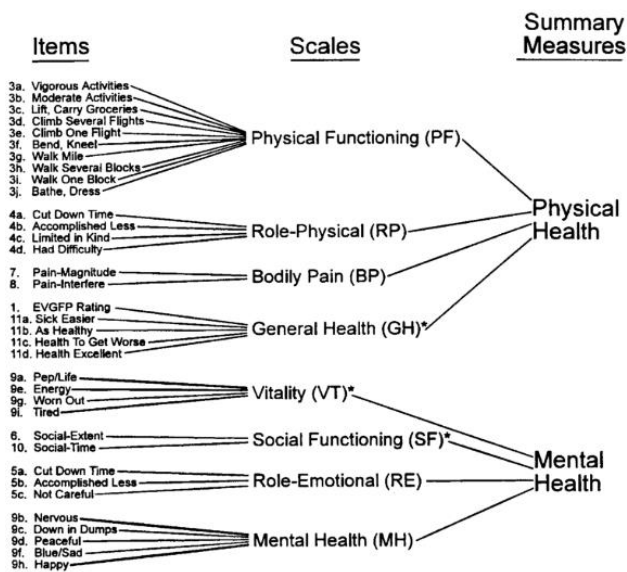 Items
Scales
Summary
Measures
3a. Vigorous Activities
3b. Moderate Activities
3c. Lift, Carry Groceries
3d. Climb Several Flights
3e. Climb One Flight
3f. Bend, Kneel
3g. Walk Mile
3h. Walk Several Blocks
3i. Walk One Block
3j. Bathe, Dress
Physical Functioning (PF)
4a. Cut Down Time
4b. Accomplished Less
4c. Limited in Kind
4d. Had Difficulty
Role-Physical (RP)
7. Pain-Magnitude
8. Pain-Interfere
Bodily Pain (BP)
1. EVGFP Rating
11a. Sick Easier
11b. As Healthy
11c. Health To Get Worse
11d. Health Excellent
General Health (GH)*
Physical
Health
9a. Pep/Life
9e. Energy
9g. Worn Out
9i. Tired
Vitality (VT)*
6. Social-Extent
10. Social-Time
Social Functioning (SF)*
5a. Cut Down Time
5b. Accomplished Less
5c. Not Careful
Role-Emotional (RE)
9b. Nervous
9c. Down in Dumps
9d. Peaceful
9f. Blue/Sad
9h. Happy
Mental Health (MH)
Mental
Health